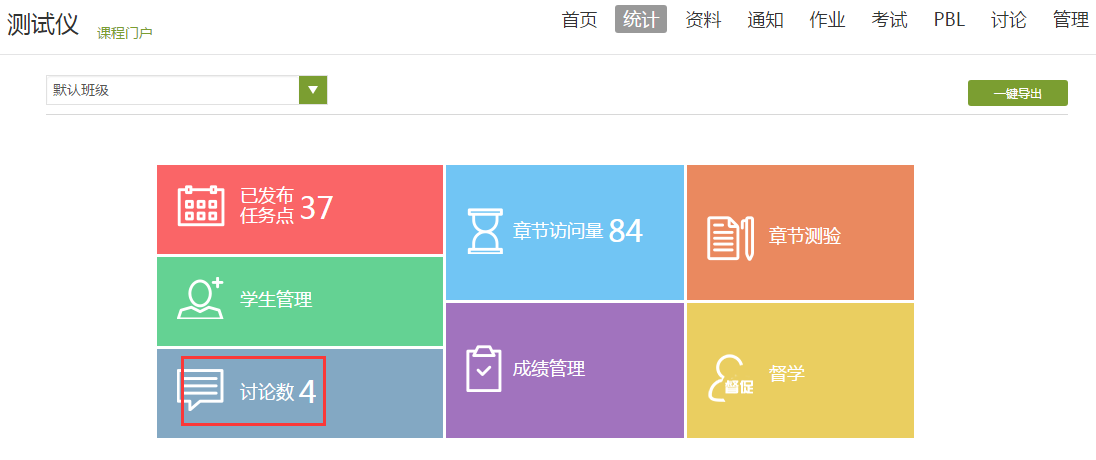 测试仪 课程门户 首页 统计 资料 通知 作业 考试 PBL 讨论 管理
默认班级
一键导出
已发布
任务点 37
章节访问量 84
章节测验
学生管理
讨论数 4
成绩管理
督促
督学